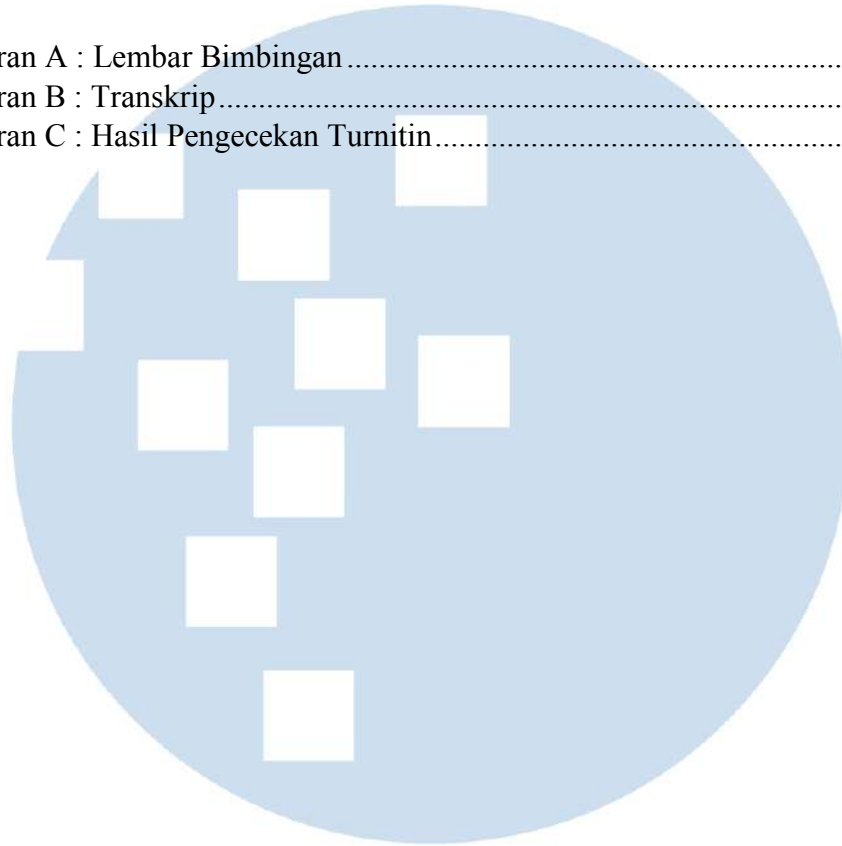 ran A : Lembar Bimbingan........................................................................
ran B : Transkrip........................................................................................
ran C : Hasil Pengecekan Turnitin............................................................